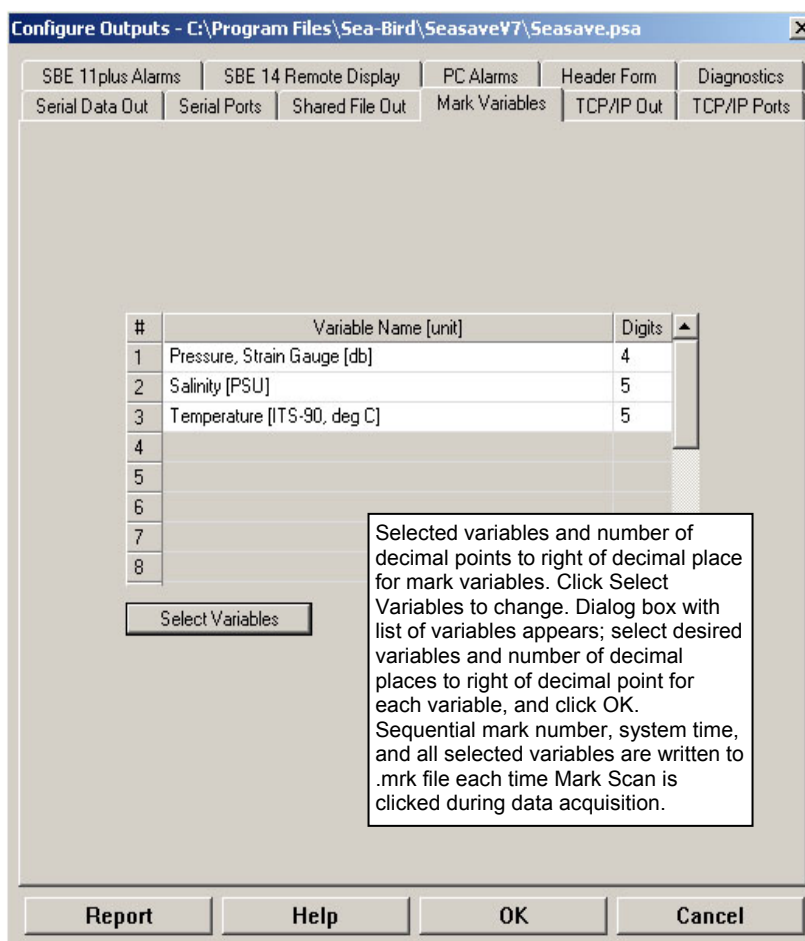 Configure Outputs - C:\Program Files\Sea-Bird\SeasaveV7\Seasave.psa
SBE 11plus Alarms SBE 14 Remote Display PC Alarms Header Form Diagnostics
Serial Data Out Serial Ports Shared File Out Mark Variables TCP/IP Out TCP/IP Ports
# Variable Name [unit] Digits
1 Pressure, Strain Gauge [db] 4
2 Salinity [PSU] 5
3 Temperature [ITS-90, deg C] 5
4
5
6
7
8
Select Variables
Selected variables and number of
decimal points to right of decimal place
for mark variables. Click Select
Variables to change. Dialog box with
list of variables appears; select desired
variables and number of decimal
places to right of decimal point for
each variable, and click OK.
Sequential mark number, system time,
and all selected variables are written to
.mrk file each time Mark Scan is
clicked during data acquisition.
Report Help OK Cancel